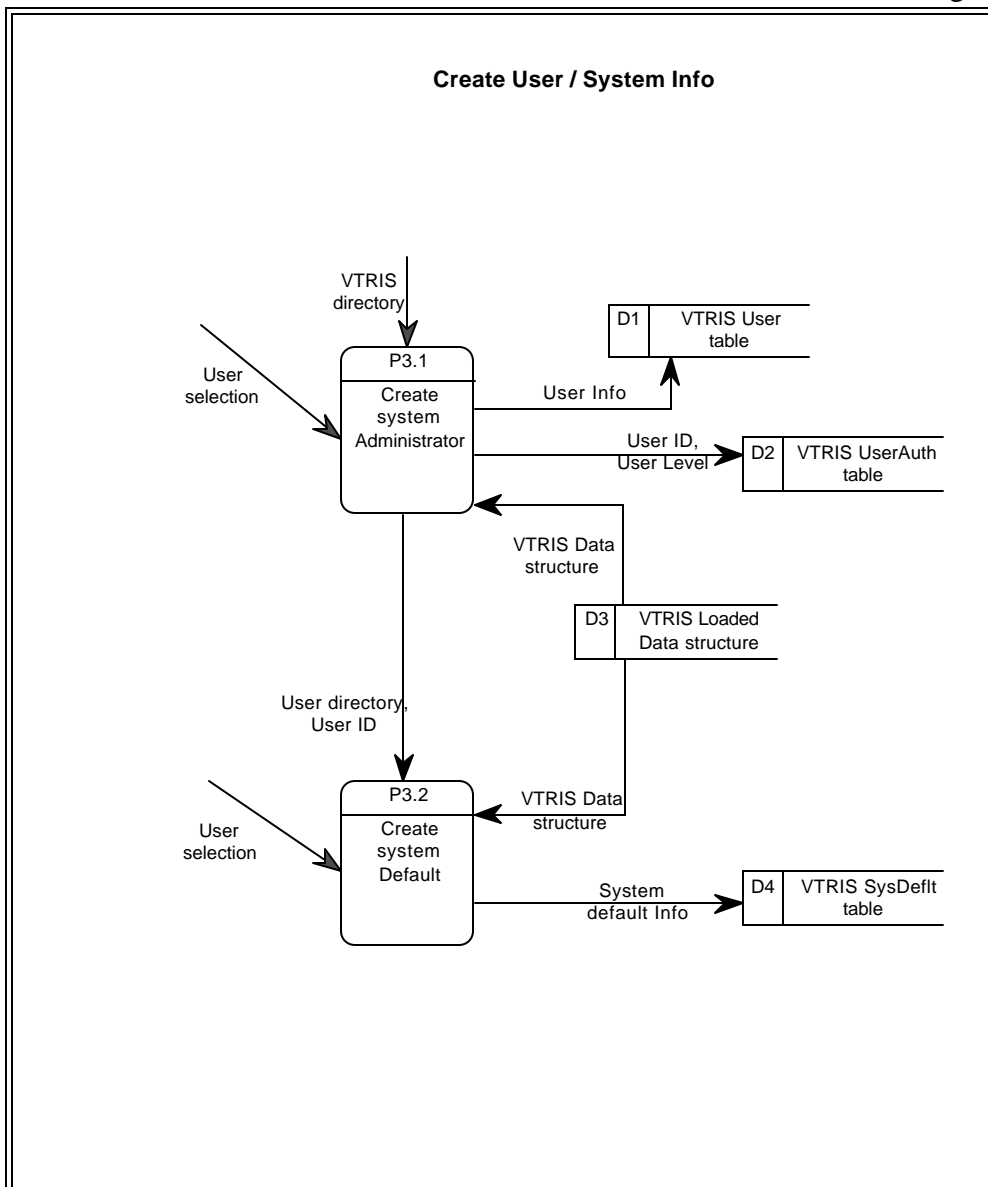 Create User / System Info
VTRIS
directory
D1
VTRIS User
table
P3.1
User
selection
Create
system
Administrator
User Info
User ID,
User Level
D2
VTRIS UserAuth
table
VTRIS Data
structure
D3
VTRIS Loaded
Data structure
User directory,
User ID
P3.2
VTRIS Data
structure
User
selection
Create
system
Default
System
default Info
D4
VTRIS SysDeflt
table